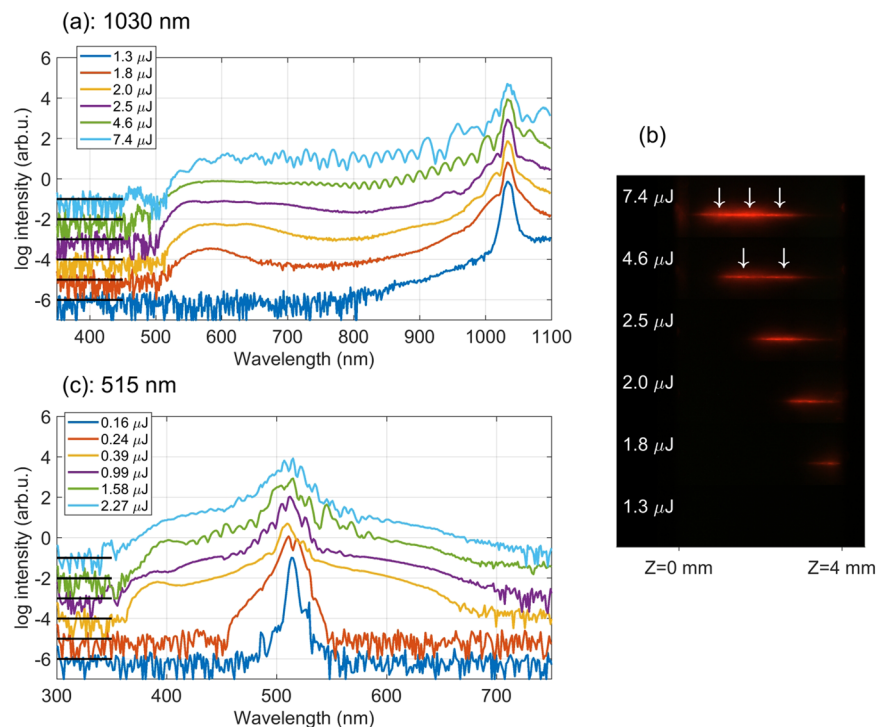 (a): 1030 nm
1.3 μJ
1.8 μJ
2.0 μJ
2.5 μJ
4.6 μJ
7.4 μJ
log intensity (arb.u.)
6
4
2
0
-2
-4
-6
400 500 600 700 800 900 1000 1100
Wavelength (nm)
(b)
7.4 μJ
4.6 μJ
2.5 μJ
2.0 μJ
1.8 μJ
1.3 μJ
Z=0 mm Z=4 mm
(c): 515 nm
0.16 μJ
0.24 μJ
0.39 μJ
0.99 μJ
1.58 μJ
2.27 μJ
log intensity (arb.u.)
6
4
2
0
-2
-4
-6
300 400 500 600 700
Wavelength (nm)